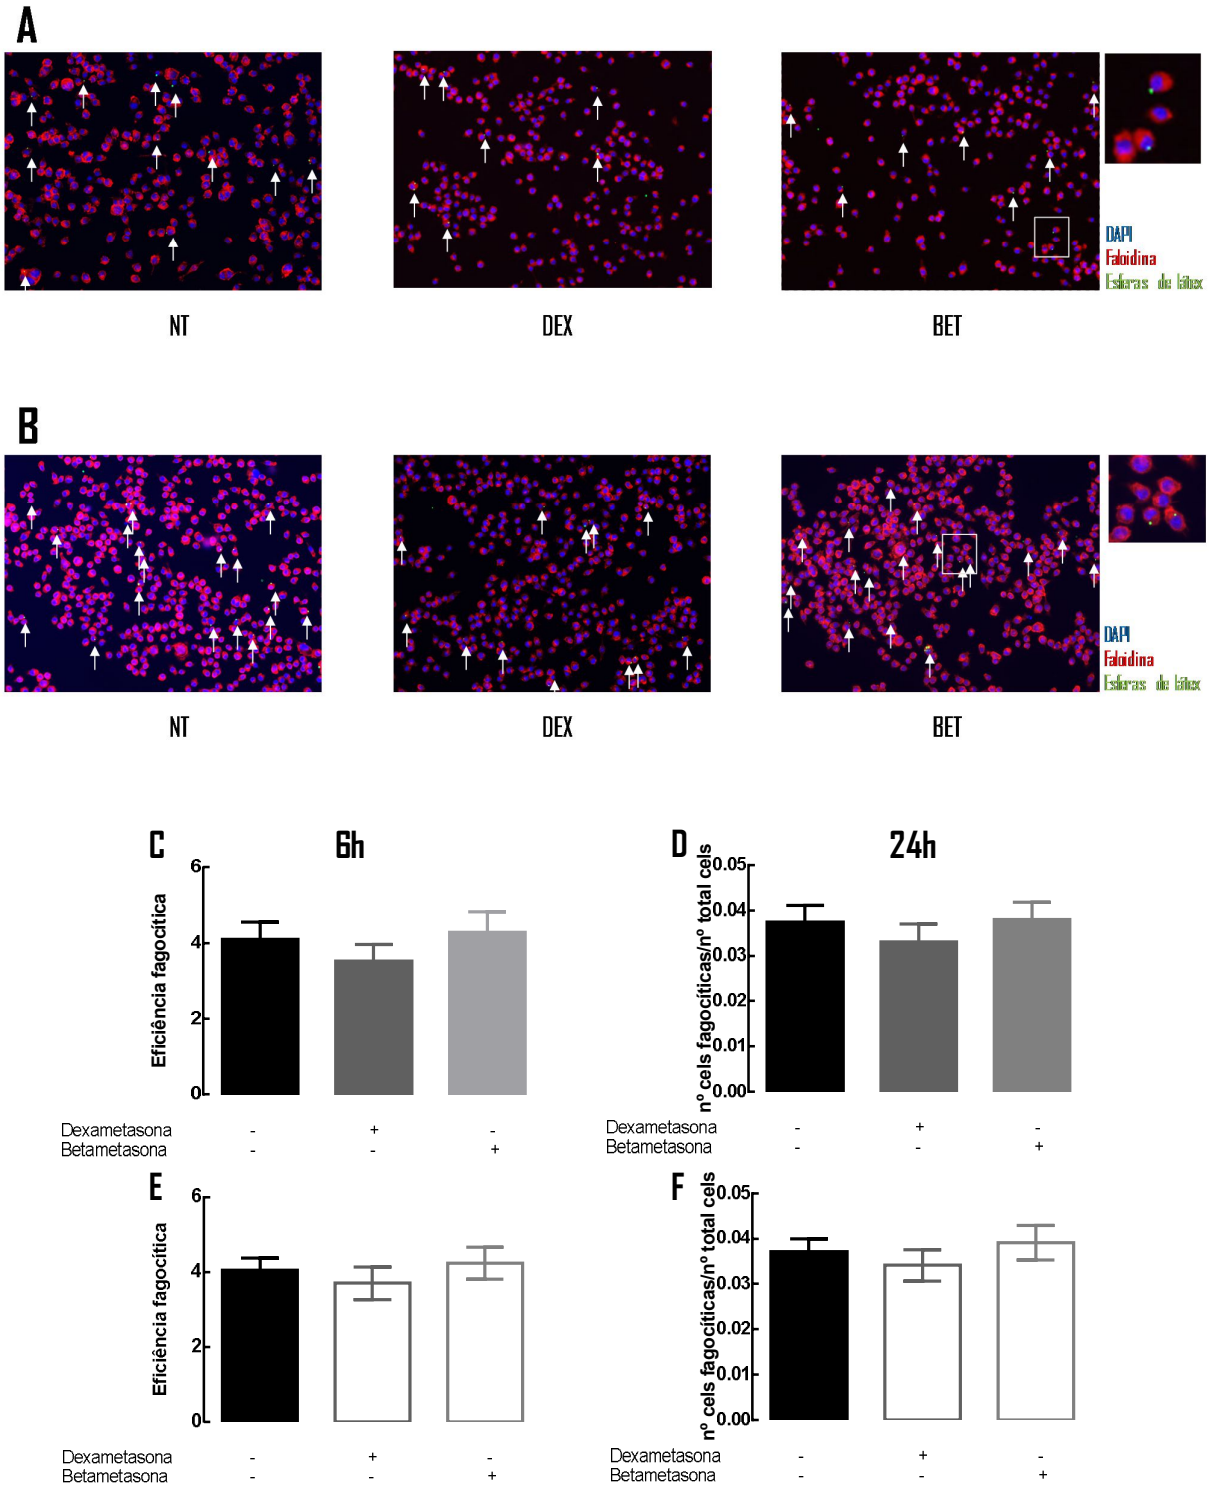 A
DAPI
Faloidina
Esferas de látex
NT
DEX
BET
B
DAPI
Faloidina
Esferas de látex
NT
DEX
BET
C
6h
Eficiência fagocítica
6
4
2
0
Dexametasona - + -
Betametasona - - +
D
24h
nº cels fagocíticas/nº total cels
0.05
0.04
0.03
0.02
0.01
0.00
Dexametasona - + -
Betametasona - - +
E
Eficiência fagocítica
6
4
2
0
Dexametasona - + -
Betametasona - - +
F
nº cels fagocíticas/nº total cels
0.05
0.04
0.03
0.02
0.01
0.00
Dexametasona - + -
Betametasona - - +